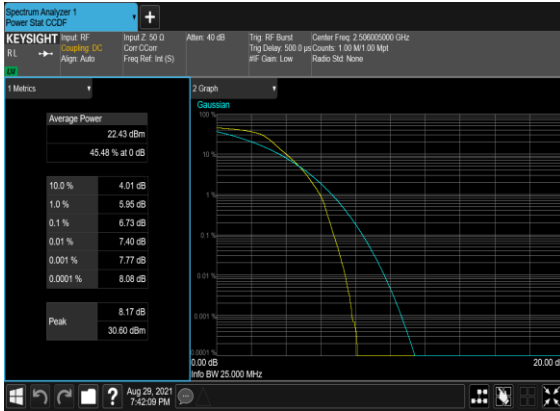 Spectrum Analyzer 1
Power Stat CCDF
+
KEYSIGHT
RL
Input: RF
Coupling: DC
Align: Auto
Input Z: 50 Ω
Corr CCorr
Freq Ref: Int (S)
Atten: 40 dB
Trig: RF Burst
Trig Delay: 500.0 µs
#IF Gain: Low
Center Freq: 2.506005000 GHz
Counts: 1.00 M/1.00 Mpt
Radio Std: None
1 Metrics
Average Power
22.43 dBm
45.48 % at 0 dB
10.0 % 4.01 dB
1.0 % 5.95 dB
0.1 % 6.73 dB
0.01 % 7.40 dB
0.001 % 7.77 dB
0.0001 % 8.08 dB
Peak
8.17 dB
30.60 dBm
2 Graph
Gaussian
100 %
10 %
1 %
0.1 %
0.01 %
0.001 %
0.0001 %
0.00 dB
20.00 d
Info BW 25.000 MHz
?
Aug 29, 2021
7:42:09 PM